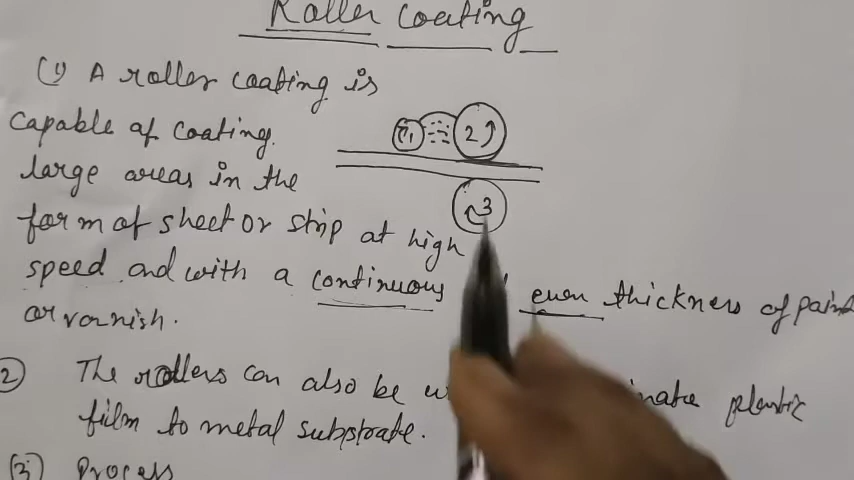 Roller Coating
(1) A roller coating is
capable of coating
large areas in the
form of sheet or strip at high
speed and with a continuous even thickness of paint
or varnish.
2 The rollers can also be plastic
film to metal substrate.
(3) Process
1
2
3